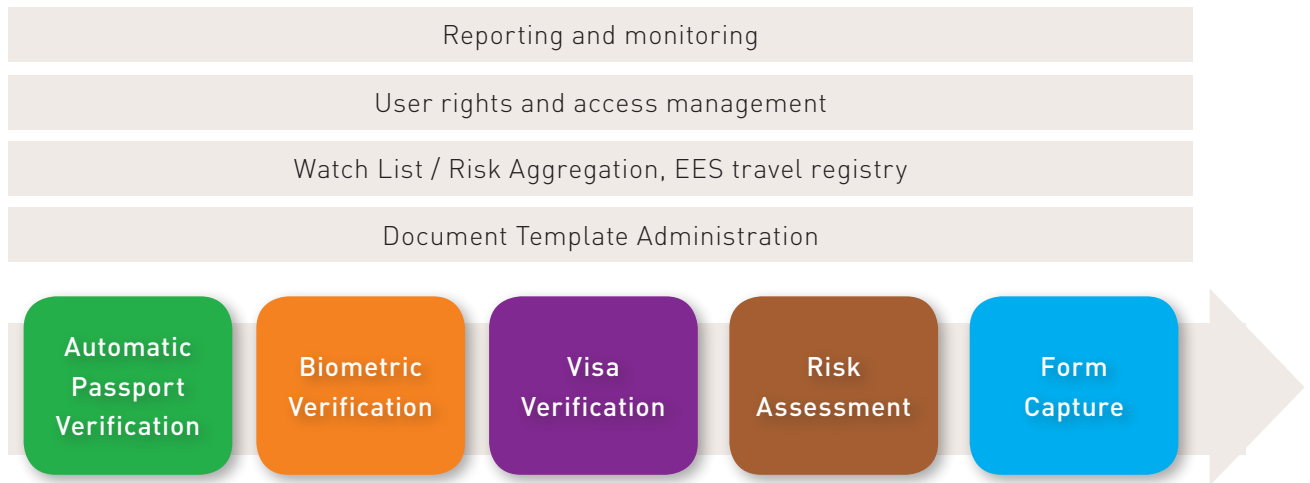 Reporting and monitoring
User rights and access management
Watch List / Risk Aggregation, EES travel registry
Document Template Administration
Automatic
Passport
Verification
Biometric
Verification
Visa
Verification
Risk
Assessment
Form
Capture